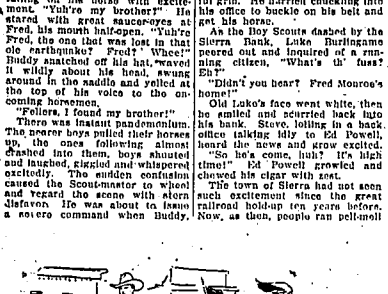 ment. "Yuh're my brother!" He
stared with great saucer-eyes at
Fred, his mouth half-open. "Yuh're
Fred, the one that was lost in that
ole earthqunke? Fred? Whee!"
Buddy snatched off his hat, waved
it wildly about his head, swung
around in the saddle and yelled at
the top of his voice to the on-
coming horsemen,
"Fellers, I found my brother!"
There was instant pandemonium.
The nearer boys pulled their horses
up, the ones following almost
crashed into them, boys shouted
and laughed, giggled and whispered
excitedly. The sudden confusion
caused the Scout-master to wheel
and regard the scene with stern
disfavor. He was about to issue
a severe command when Buddy,
his office to buckle on his belt and
get his horse.
As the Boy Scouts dashed by the
Sierra Bank, Luke Burlingame
peered out and inquired of a run-
ning citizen, "What's th' fuss?
Eh?"
"Didn't you hear? Fred Monroe's
home!"
Old Luke's face went white, then
he smiled and scurried back into
his bank. Steve, lolling in a back
office talking idly to Ed Powell,
heard the news and grew excited.
"So he's come, huh? It's high
time!" Ed Powell growled and
chewed his cigar with zest.
The town of Sierra had not seen
such excitement since the great
railroad hold-up ten years before.
Now, as then, people ran pell-mell